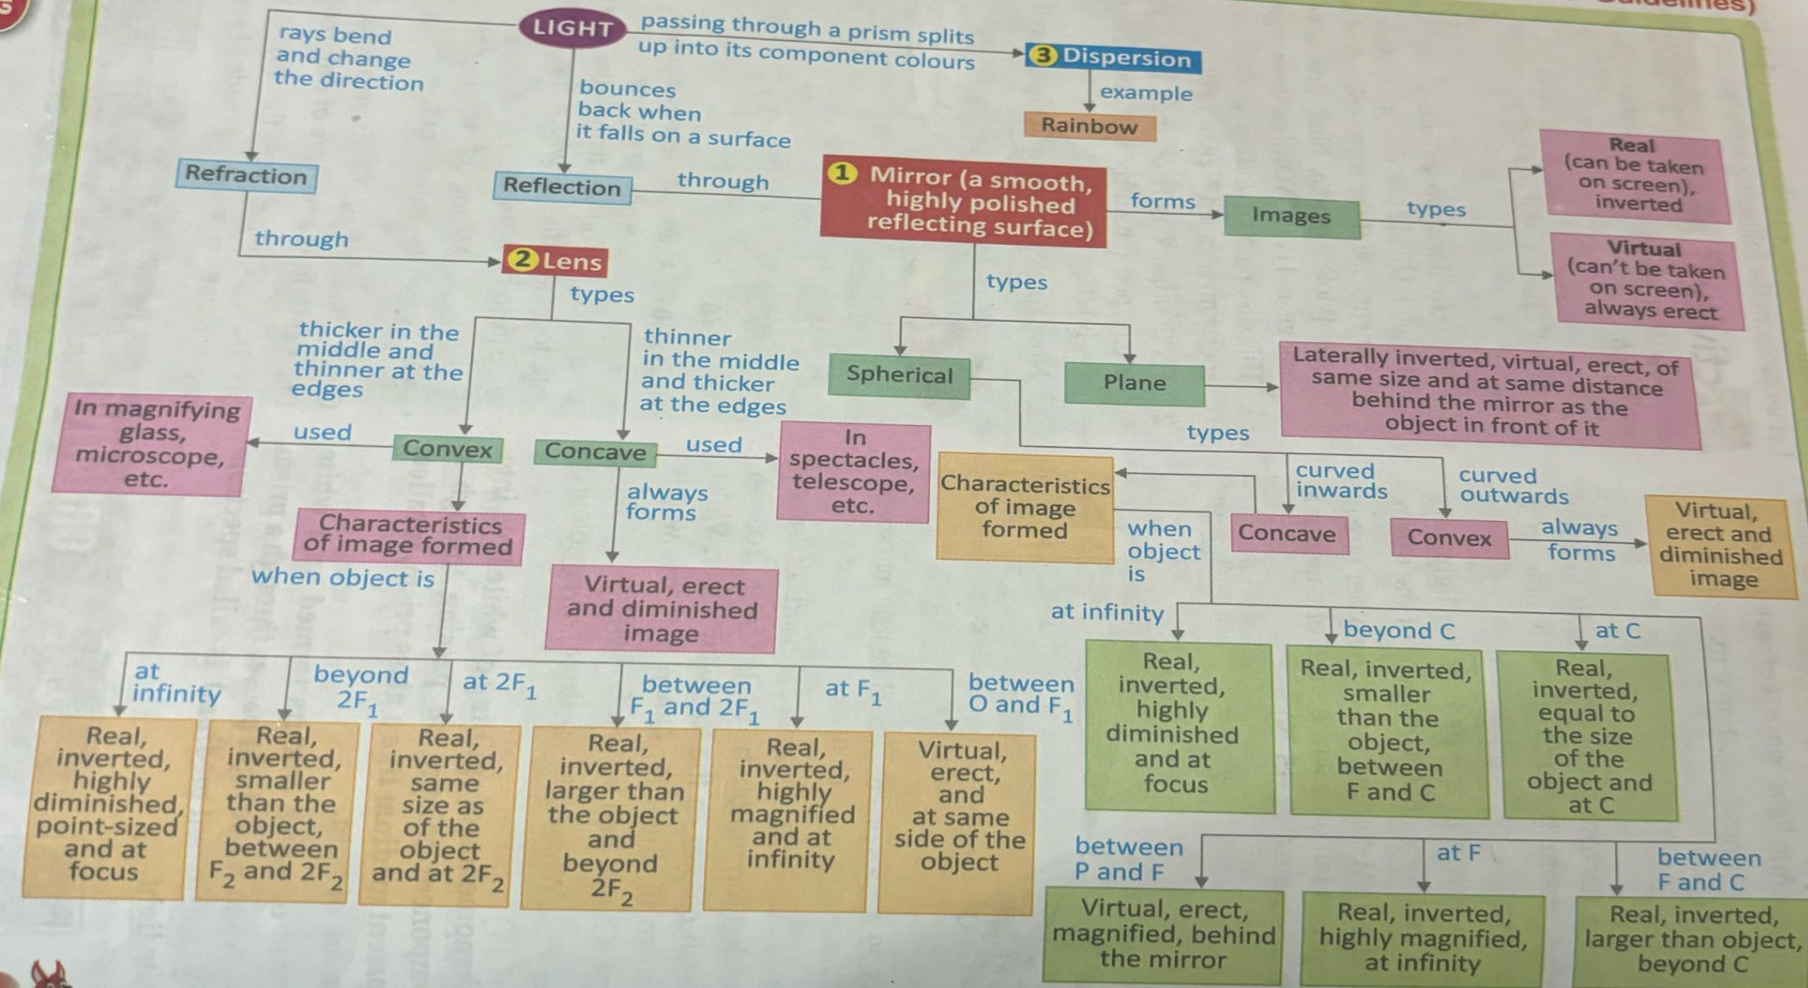 LIGHT
rays bend
and change
the direction
passing through a prism splits
up into its component colours
3 Dispersion
example
Rainbow
bounces
back when
it falls on a surface
Refraction
Reflection
through
1 Mirror (a smooth,
highly polished
reflecting surface)
forms
Images
types
Real
(can be taken
on screen),
inverted
Virtual
(can't be taken
on screen),
always erect
through
2 Lens
types
thicker in the
middle and
thinner at the
edges
thinner
in the middle
and thicker
at the edges
types
Spherical
Plane
Laterally inverted, virtual, erect, of
same size and at same distance
behind the mirror as the
object in front of it
In magnifying
glass,
microscope,
etc.
used
Convex
Concave
used
In
spectacles,
telescope,
etc.
types
Characteristics
of image
formed
curved
inwards
curved
outwards
when
object
is
Concave
Convex
always
forms
Virtual,
erect and
diminished
image
Characteristics
of image formed
always
forms
when object is
Virtual, erect
and diminished
image
at infinity
beyond C
at C
Real,
inverted,
highly
diminished
and at
focus
Real, inverted,
smaller
than the
object,
between
F and C
Real,
inverted,
equal to
the size
of the
object and
at C
at
infinity
beyond
2F₁
at 2F₁
between
F₁ and 2F₁
at F₁
between
O and F₁
Real,
inverted,
highly
diminished,
point-sized
and at
focus
Real,
inverted,
smaller
than the
object,
between
F₂ and 2F₂
Real,
inverted,
same
size as
of the
object
and at 2F₂
Real,
inverted,
larger than
the object
and
beyond
2F₂
Real,
inverted,
highly
magnified
and at
infinity
Virtual,
erect,
and
at same
side of the
object
between
P and F
at F
between
F and C
Virtual, erect,
magnified, behind
the mirror
Real, inverted,
highly magnified,
at infinity
Real, inverted,
larger than object,
beyond C